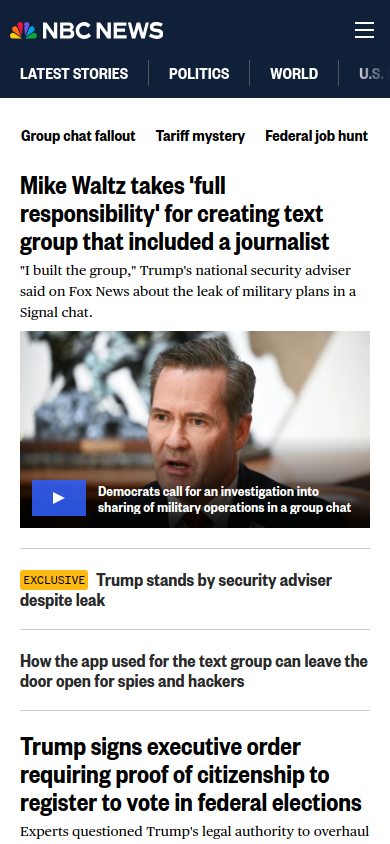 NBC NEWS
LATEST STORIES POLITICS WORLD U.S.
Group chat fallout Tariff mystery Federal job hunt
Mike Waltz takes 'full
responsibility' for creating text
group that included a journalist
"I built the group," Trump's national security adviser
said on Fox News about the leak of military plans in a
Signal chat.
Democrats call for an investigation into
sharing of military operations in a group chat
EXCLUSIVE Trump stands by security adviser
despite leak
How the app used for the text group can leave the
door open for spies and hackers
Trump signs executive order
requiring proof of citizenship to
register to vote in federal elections
Experts questioned Trump's legal authority to overhaul